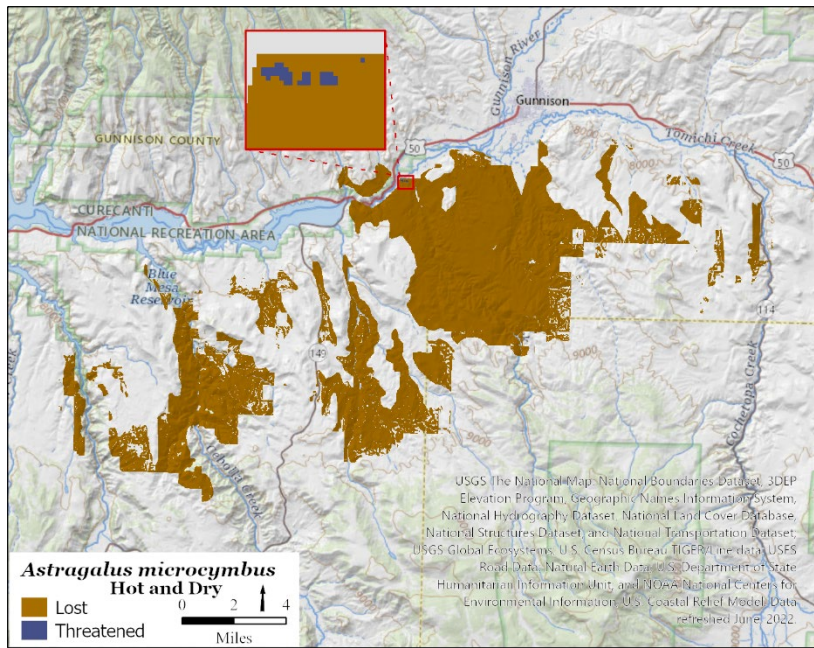 Gunnison River
Gunnison
Tomichi Creek
50
8000
50
8000
GUNNISON COUNTY
CURECANTI
NATIONAL RECREATION AREA
Blue
Mesa
Reservoir
114
149
9000
9000
Cochetopa Creek
Creek
USGS The National Map: National Boundaries Dataset, 3DEP
Elevation Program, Geographic Names Information System,
National Hydrography Dataset, National Land Cover Database,
National Structures Dataset, and National Transportation Dataset;
USGS Global Ecosystems; U.S. Census Bureau TIGER/Line data; USFS
Road Data; Natural Earth Data; U.S. Department of State
Humanitarian Information Unit; and NOAA National Centers for
Environmental Information, U.S. Coastal Relief Model. Data
refreshed June, 2022.
Astragalus microcymbus
Hot and Dry
Lost
Threatened
0 2 4
Miles